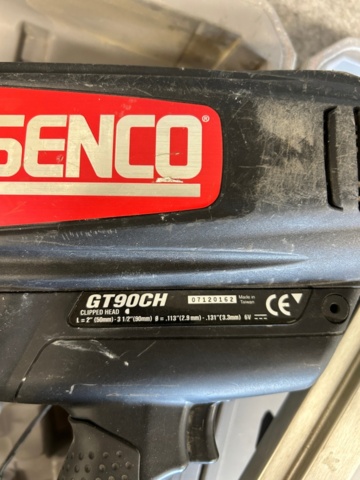 SENCO®
GT90CH 07120162 Made in
Taiwan CE
CLIPPED HEAD
L = 2" (50mm) - 3 1/2" (90mm) B = .113" (2.9mm) - .131" (3.3mm) 6V